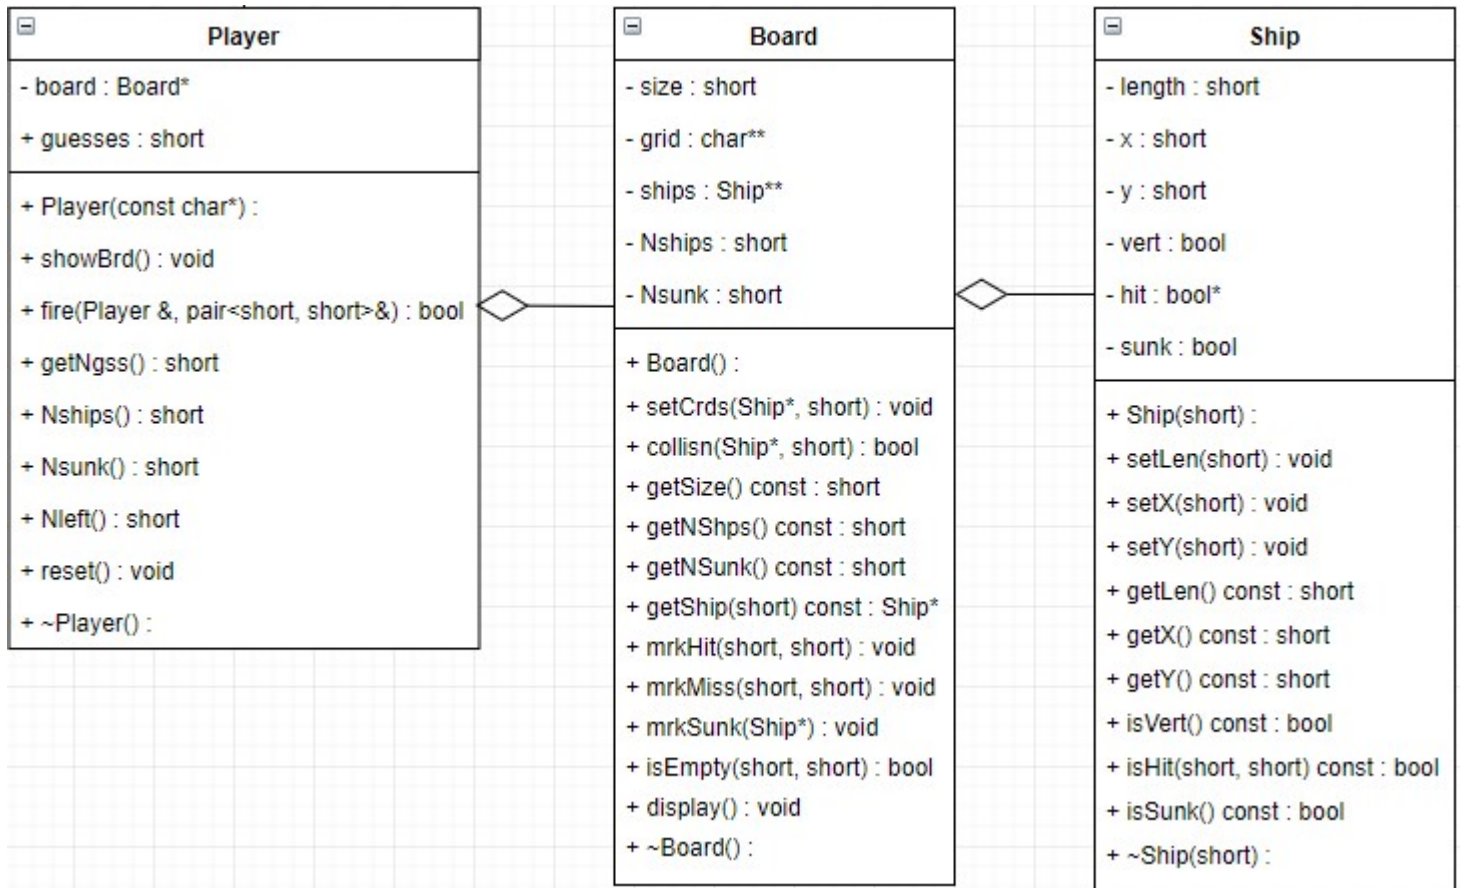 Player
- board : Board*
+ guesses : short
+ Player(const char*) :
+ showBrd() : void
+ fire(Player &, pair<short, short>&) : bool
+ getNgss() : short
+ Nships() : short
+ Nsunk() : short
+ Nleft() : short
+ reset() : void
+ ~Player() :
Board
- size : short
- grid : char**
- ships : Ship**
- Nships : short
- Nsunk : short
+ Board() :
+ setCrds(Ship*, short) : void
+ collisn(Ship*, short) : bool
+ getSize() const : short
+ getNShps() const : short
+ getNSunk() const : short
+ getShip(short) const : Ship*
+ mrkHit(short, short) : void
+ mrkMiss(short, short) : void
+ mrkSunk(Ship*) : void
+ isEmpty(short, short) : bool
+ display() : void
+ ~Board() :
Ship
- length : short
- x : short
- y : short
- vert : bool
- hit : bool*
- sunk : bool
+ Ship(short) :
+ setLen(short) : void
+ setX(short) : void
+ setY(short) : void
+ getLen() const : short
+ getX() const : short
+ getY() const : short
+ isVert() const : bool
+ isHit(short, short) const : bool
+ isSunk() const : bool
+ ~Ship(short) :